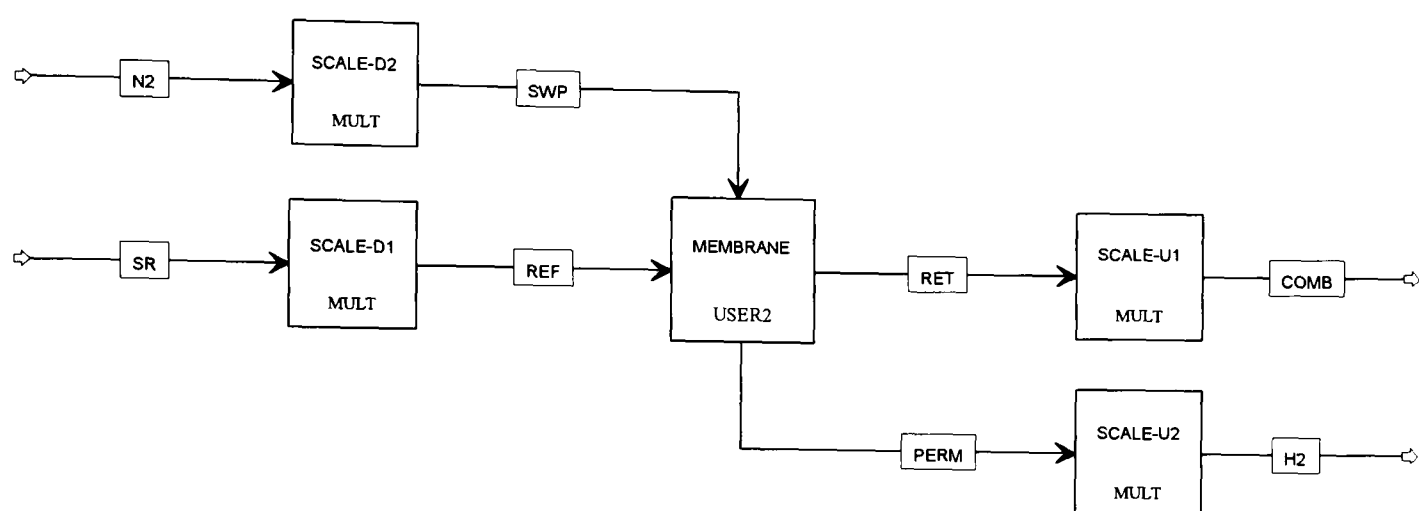 N2
SCALE-D2
MULT
SWP
SR
SCALE-D1
MULT
REF
MEMBRANE
USER2
RET
SCALE-U1
MULT
COMB
PERM
SCALE-U2
MULT
H2